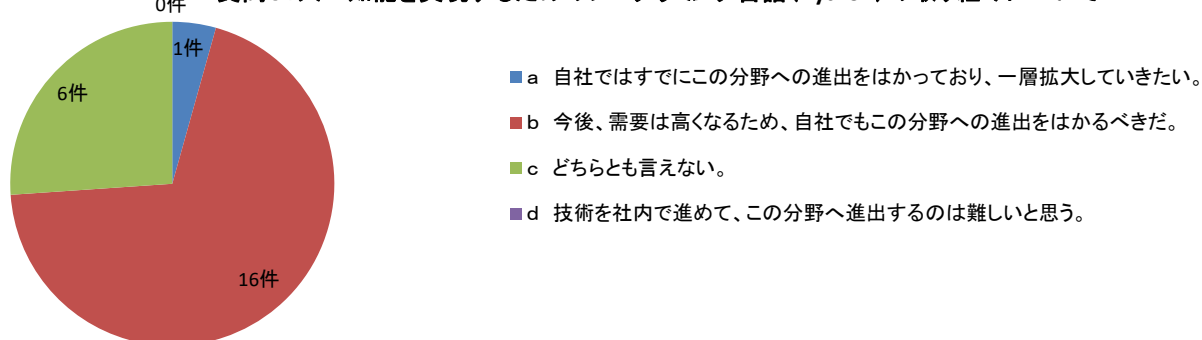 0件
1件
6件
16件
a 自社ではすでにこの分野への進出をはかっており、一層拡大していきたい。
b 今後、需要は高くなるため、自社でもこの分野への進出をはかるべきだ。
c どちらとも言えない。
d 技術を社内で進めて、この分野へ進出するのは難しいと思う。